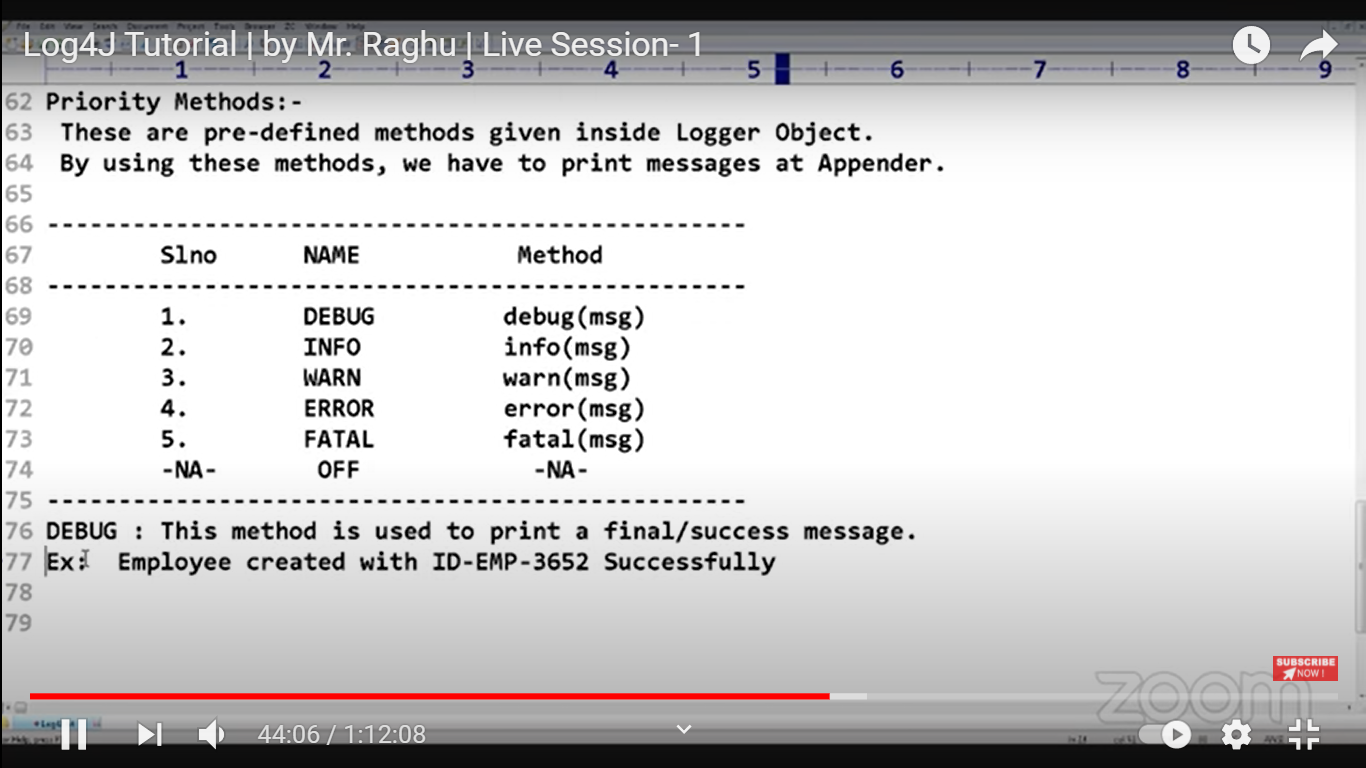 Log4J Tutorial | by Mr. Raghu | Live Session- 1
1 2 3 4 5 6 7 8 9
62 Priority Methods:-
63 These are pre-defined methods given inside Logger Object.
64 By using these methods, we have to print messages at Appender.
65
66 -------------------------------------------------
67 Slno NAME Method
68 -------------------------------------------------
69 1. DEBUG debug(msg)
70 2. INFO info(msg)
71 3. WARN warn(msg)
72 4. ERROR error(msg)
73 5. FATAL fatal(msg)
74 -NA- OFF -NA-
75 -------------------------------------------------
76 DEBUG : This method is used to print a final/success message.
77 Ex: Employee created with ID-EMP-3652 Successfully
78
79
SUBSCRIBE
NOW !
zoom
44:06 / 1:12:08